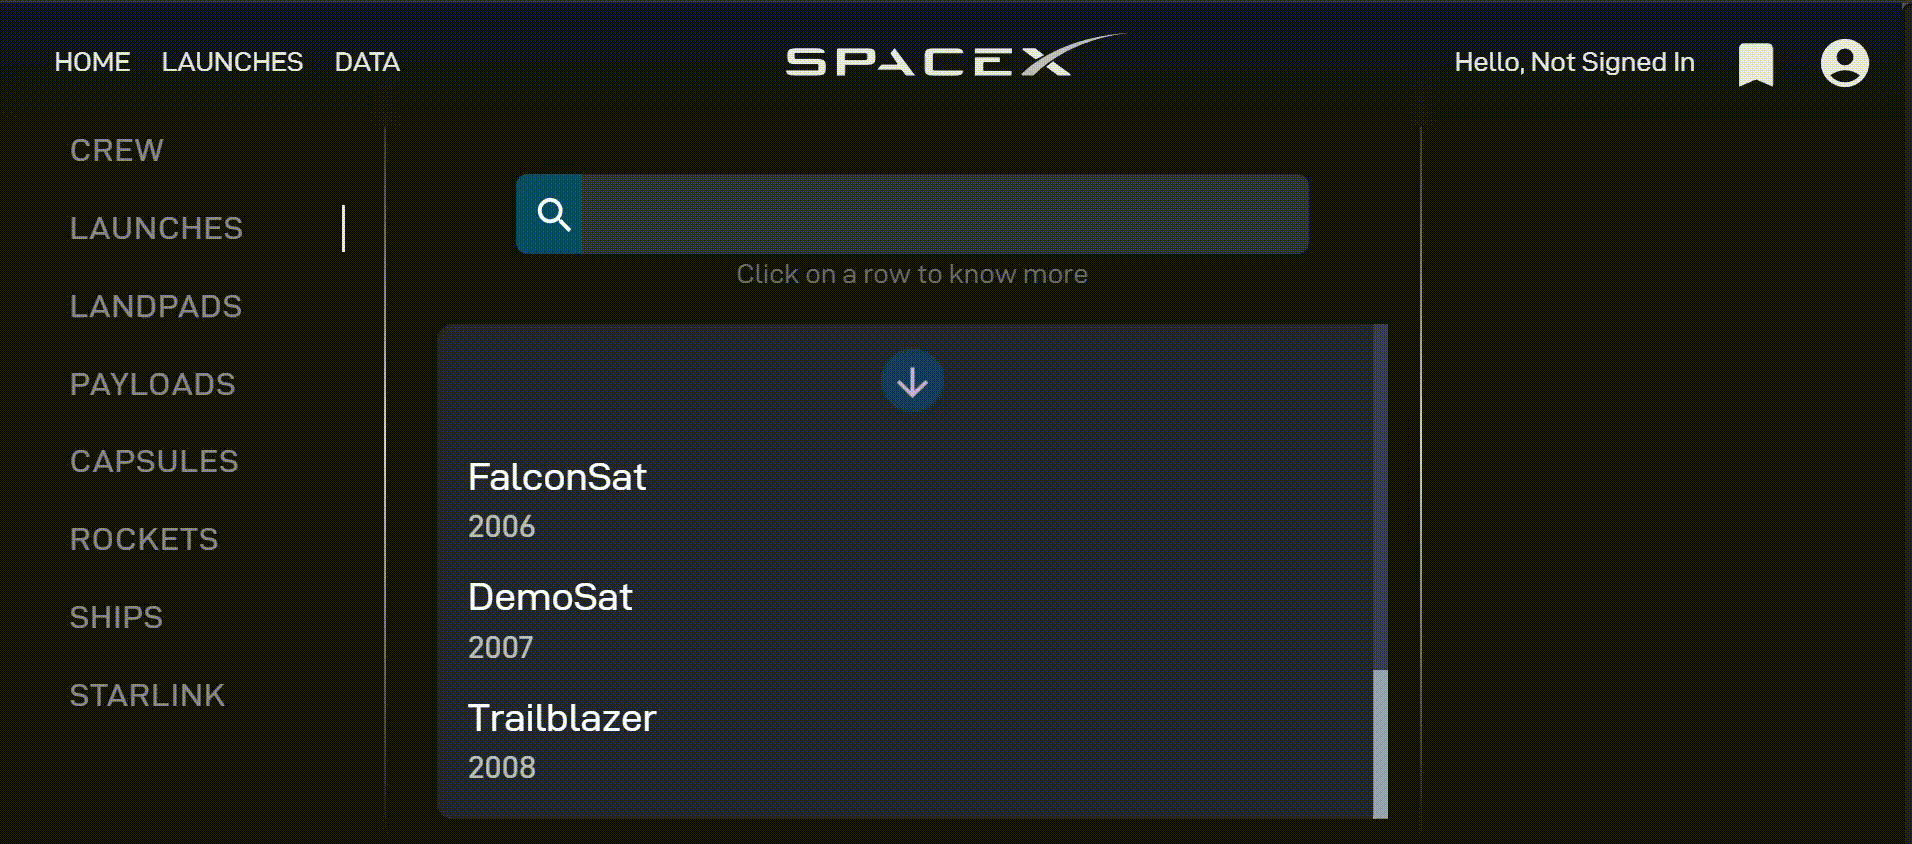 HOME LAUNCHES DATA
SPACEX
Hello, Not Signed In
CREW
LAUNCHES
LANDPADS
PAYLOADS
CAPSULES
ROCKETS
SHIPS
STARLINK
Click on a row to know more
FalconSat
2006
DemoSat
2007
Trailblazer
2008